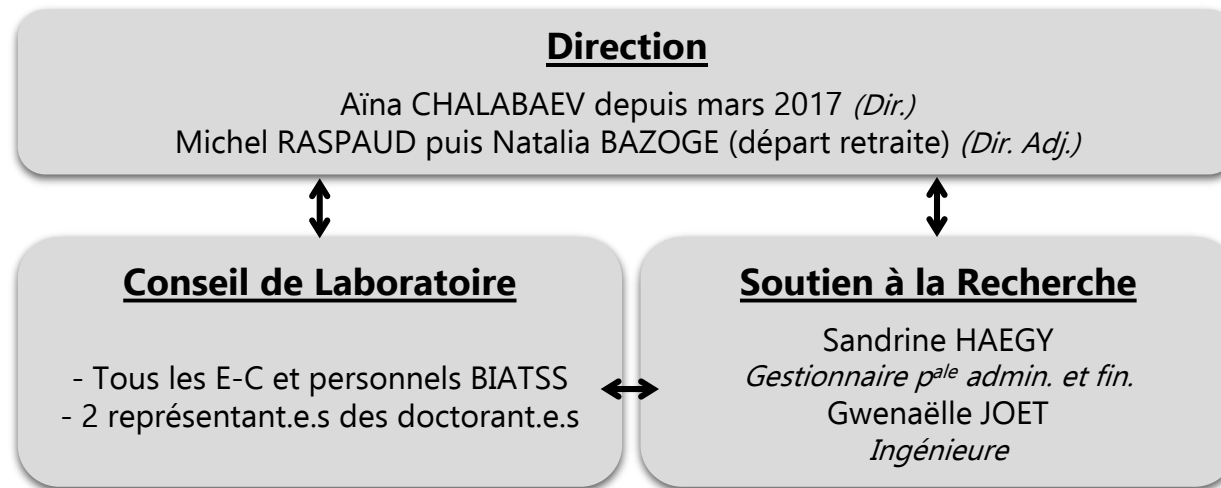 Direction
Aïna CHALABAEV depuis mars 2017 (Dir.)
Michel RASPAUD puis Natalia BAZOGE (départ retraite) (Dir. Adj.)
Conseil de Laboratoire
- Tous les E-C et personnels BIATSS
- 2 représentant.e.s des doctorant.e.s
Soutien à la Recherche
Sandrine HAEGY
Gestionnaire pale admin. et fin.
Gwenaëlle JOET
Ingénieure